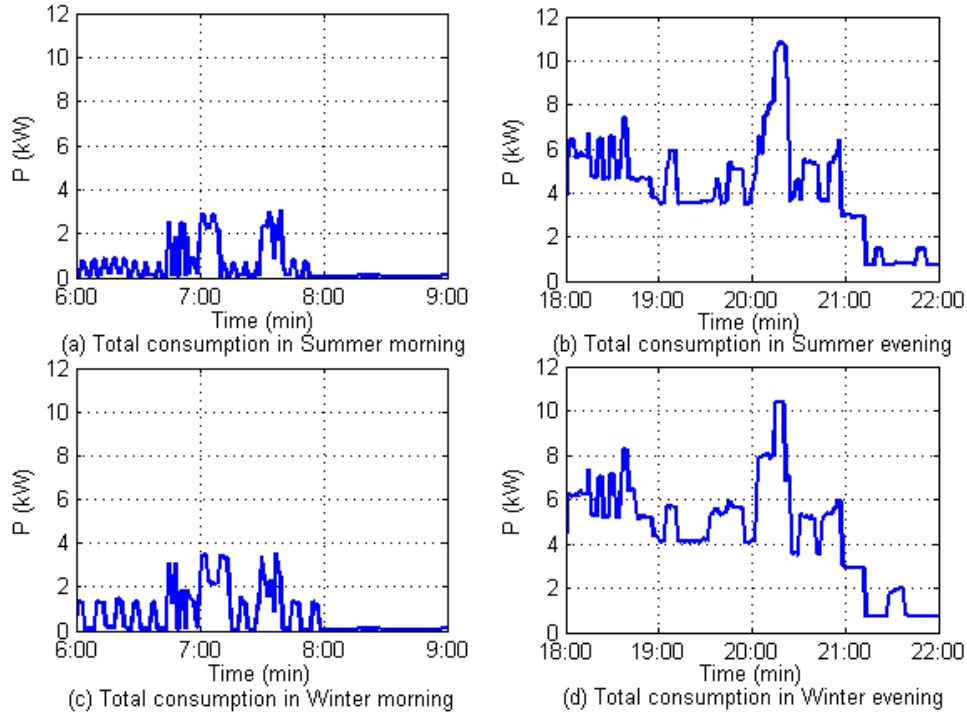 12
10
8
6
4
2
0
P (kW)
6:00 7:00 8:00 9:00
Time (min)
(a) Total consumption in Summer morning
12
10
8
6
4
2
0
P (kW)
18:00 19:00 20:00 21:00 22:00
Time (min)
(b) Total consumption in Summer evening
12
10
8
6
4
2
0
P (kW)
6:00 7:00 8:00 9:00
Time (min)
(c) Total consumption in Winter morning
12
10
8
6
4
2
0
P (kW)
18:00 19:00 20:00 21:00 22:00
Time (min)
(d) Total consumption in Winter evening